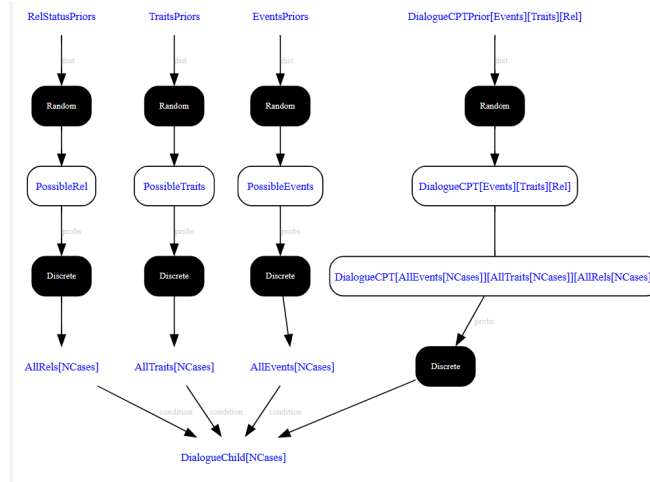 RelStatusPriors
TraitsPriors
EventsPriors
DialogueCPTPrior[Events][Traits][Rel]
dist
dist
dist
dist
Random
Random
Random
Random
PossibleRel
PossibleTraits
PossibleEvents
DialogueCPT[Events][Traits][Rel]
probs
probs
probs
Discrete
Discrete
Discrete
DialogueCPT[AllEvents[NCases]][AllTraits[NCases]][AllRels[NCases]
probs
AllRels[NCases]
AllTraits[NCases]
AllEvents[NCases]
Discrete
condition
condition
condition
DialogueChild[NCases]